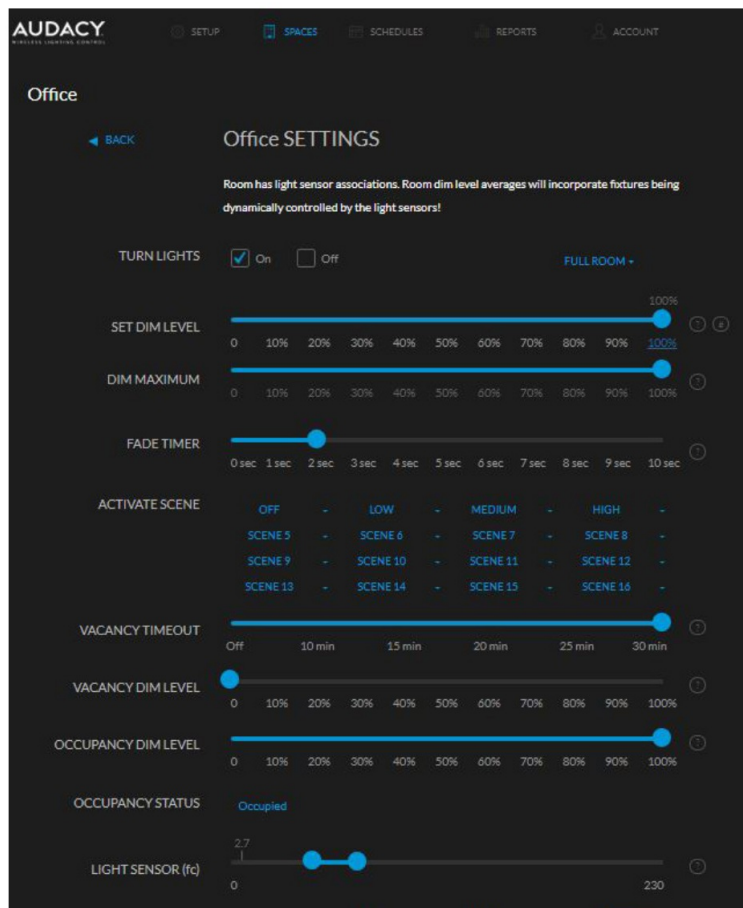 AUDACY
WIRELESS LIGHTING CONTROL
SETUP SPACES SCHEDULES REPORTS ACCOUNT
Office
BACK
Office SETTINGS
Room has light sensor associations. Room dim level averages will incorporate fixtures being
dynamically controlled by the light sensors!
TURN LIGHTS On Off FULL ROOM
100%
SET DIM LEVEL ?
0 10% 20% 30% 40% 50% 60% 70% 80% 90% 100%
DIM MAXIMUM ?
0 10% 20% 30% 40% 50% 60% 70% 80% 90% 100%
FADE TIMER ?
0 sec 1 sec 2 sec 3 sec 4 sec 5 sec 6 sec 7 sec 8 sec 9 sec 10 sec
ACTIVATE SCENE OFF - LOW - MEDIUM - HIGH -
SCENE 5 - SCENE 6 - SCENE 7 - SCENE 8 -
SCENE 9 - SCENE 10 - SCENE 11 - SCENE 12 -
SCENE 13 - SCENE 14 - SCENE 15 - SCENE 16 -
VACANCY TIMEOUT ?
Off 10 min 15 min 20 min 25 min 30 min
VACANCY DIM LEVEL ?
0 10% 20% 30% 40% 50% 60% 70% 80% 90% 100%
OCCUPANCY DIM LEVEL ?
0 10% 20% 30% 40% 50% 60% 70% 80% 90% 100%
OCCUPANCY STATUS Occupied
2.7
LIGHT SENSOR (fc) ?
0 230